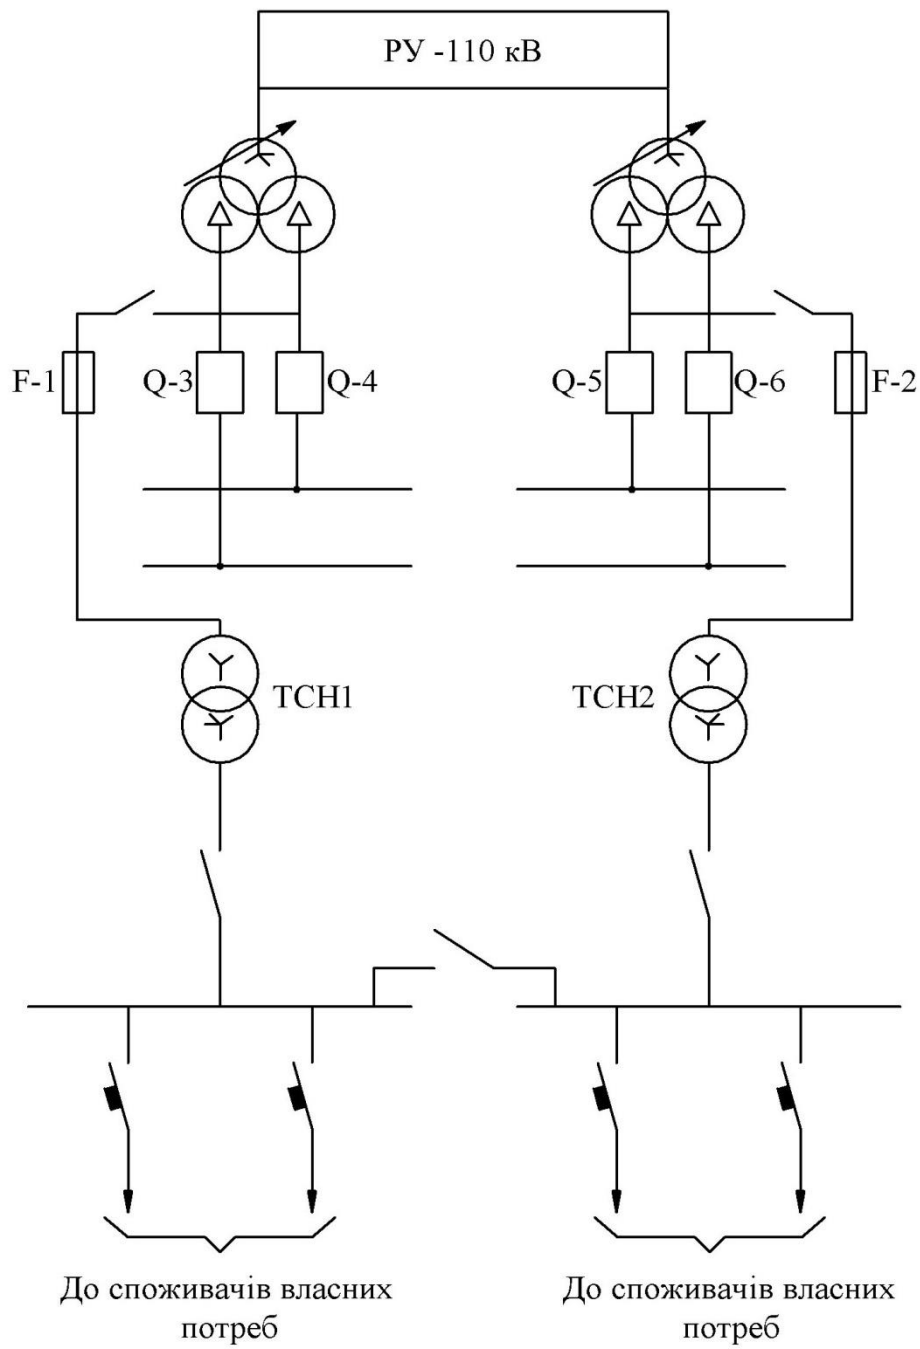 РУ -110 кВ
F-1
Q-3
Q-4
Q-5
Q-6
F-2
ТСН1
ТСН2
До споживачів власних
потреб
До споживачів власних
потреб